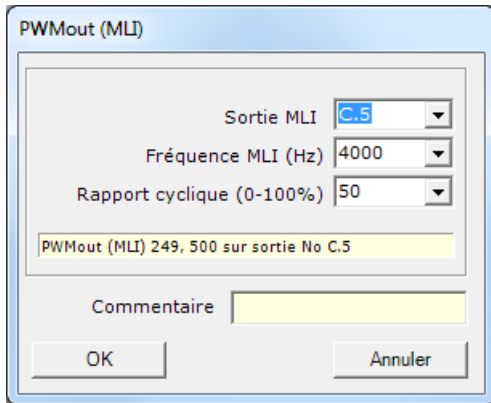 PWMout (MLI)
Sortie MLI C.5
Fréquence MLI (Hz) 4000
Rapport cyclique (0-100%) 50
PWMout (MLI) 249, 500 sur sortie No C.5
Commentaire
OK Annuler